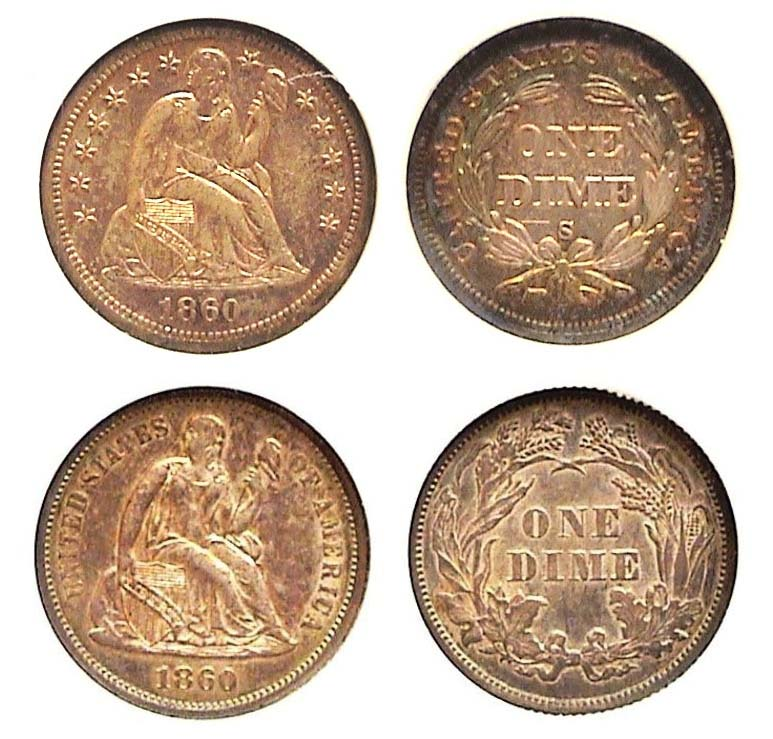 1860
UNITED STATES OF AMERICA
ONE
DIME
S
UNITED STATES OF AMERICA
1860
ONE
DIME